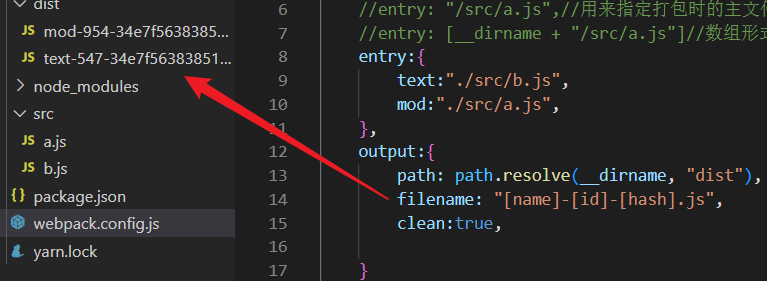 dist
JS mod-954-34e7f5638385...
JS text-547-34e7f56383851...
node_modules
src
JS a.js
JS b.js
{} package.json
webpack.config.js
yarn.lock
6 //entry: "/src/a.js",//用来指定打包时的主文件
7 //entry: [__dirname + "/src/a.js"]//数组形式
8 entry:{
9 text:"./src/b.js",
10 mod:"./src/a.js",
11 },
12 output:{
13 path: path.resolve(__dirname, "dist"),
14 filename: "[name]-[id]-[hash].js",
15 clean:true,
16
17 }